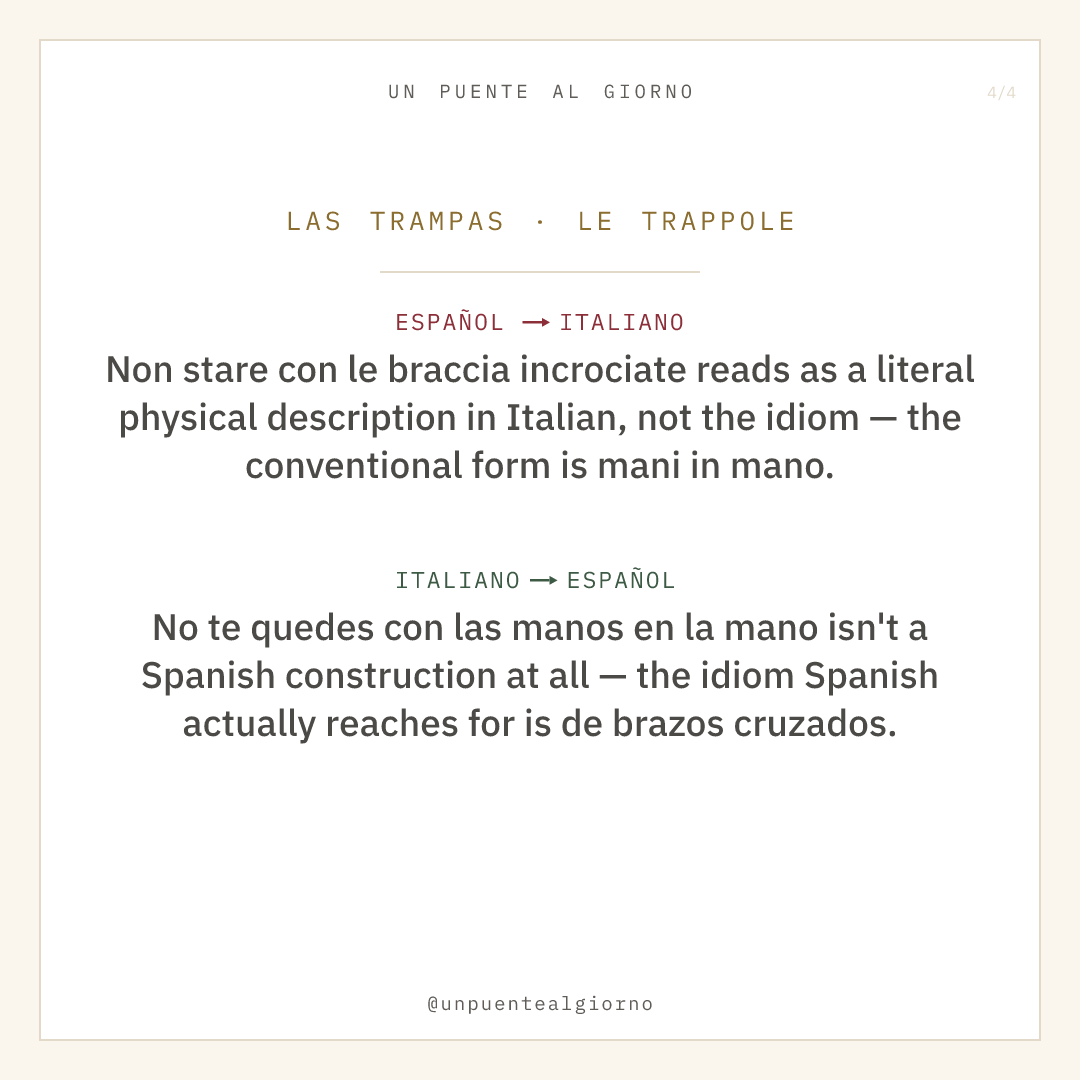 UN PUENTE AL GIORNO
4/4
LAS TRAMPAS · LE TRAPPOLE
ESPAÑOL → ITALIANO
Non stare con le braccia incrociate reads as a literal
physical description in Italian, not the idiom — the
conventional form is mani in mano.
ITALIANO → ESPAÑOL
No te quedes con las manos en la mano isn't a
Spanish construction at all — the idiom Spanish
actually reaches for is de brazos cruzados.
@unpuentealgiorno